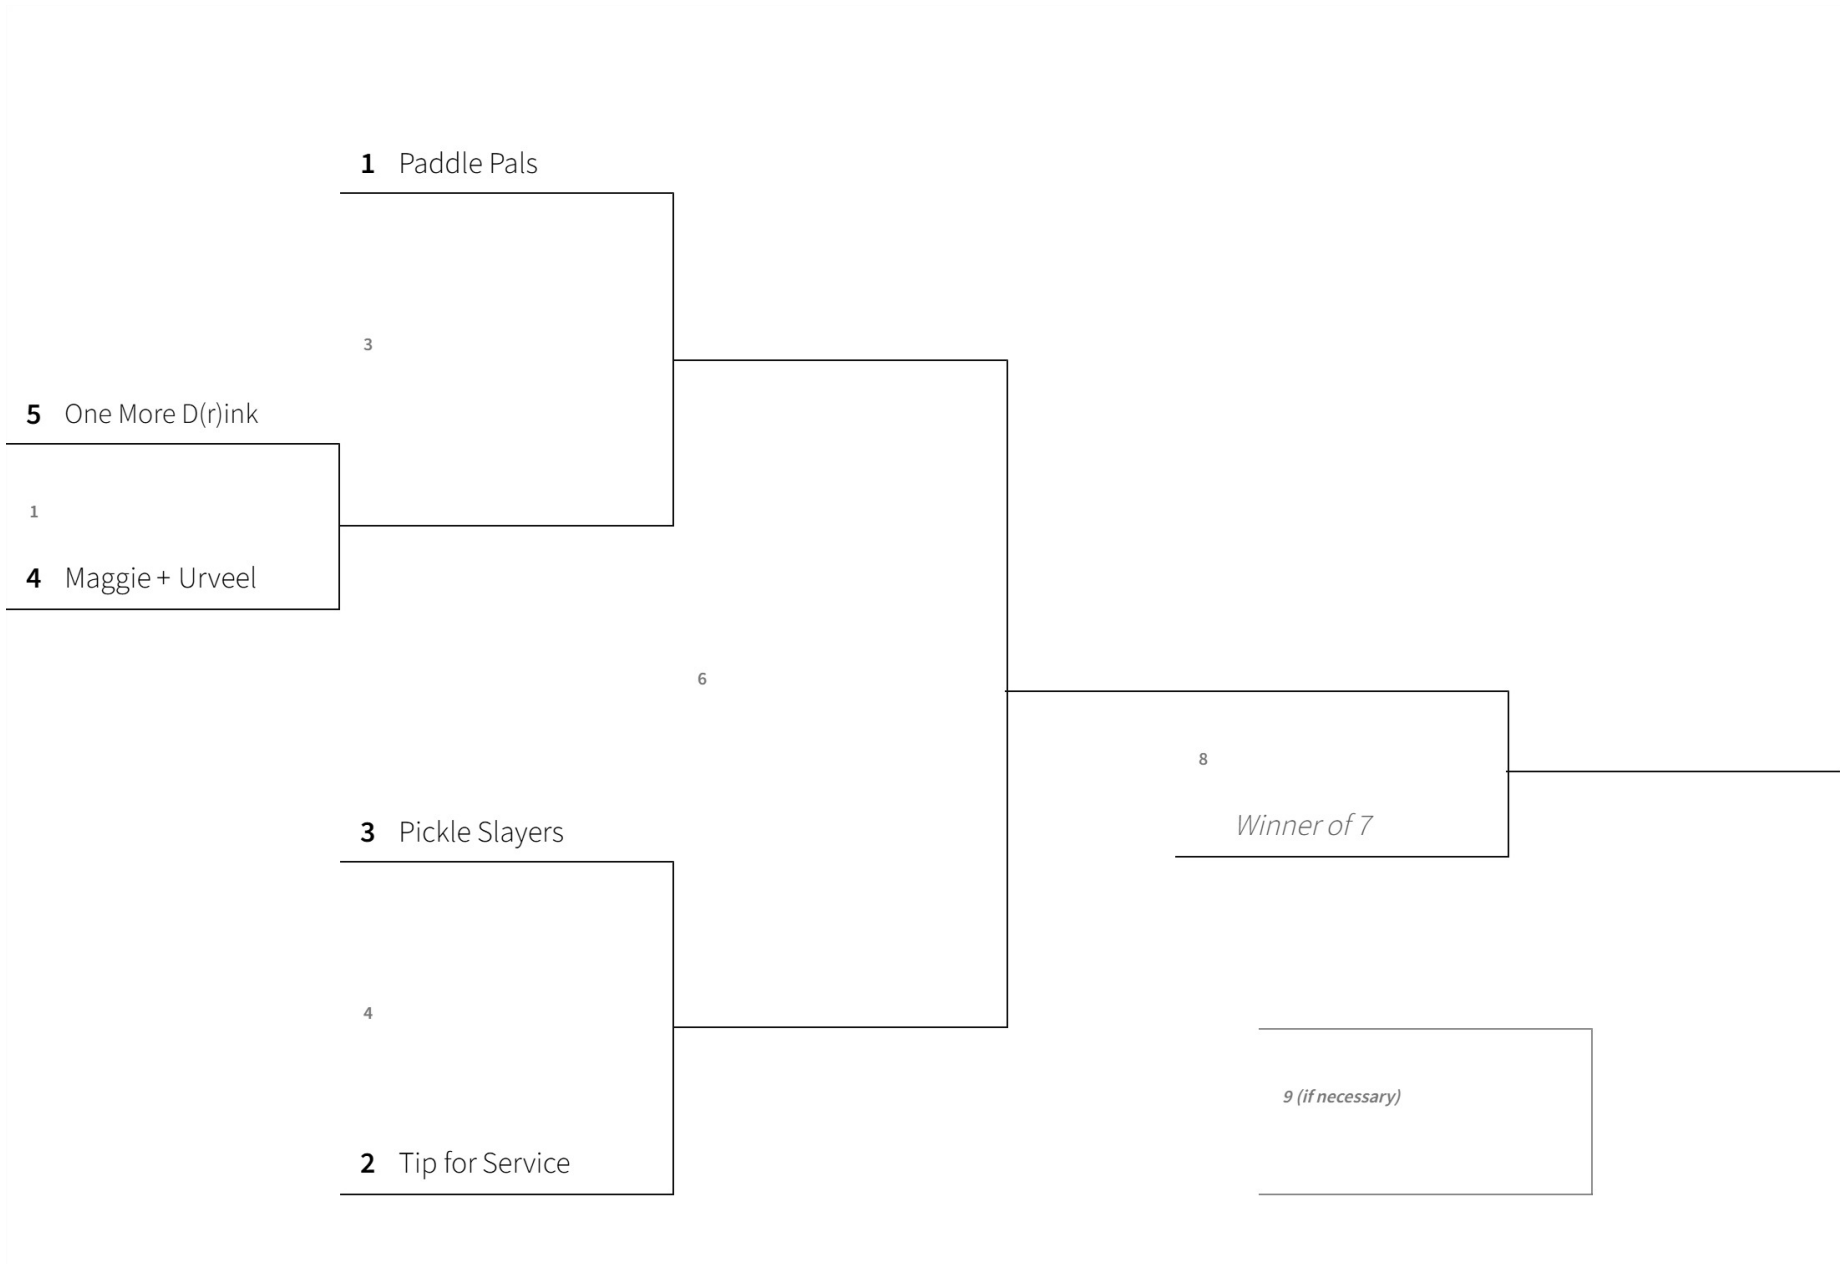 1 Paddle Pals
3
5 One More D(r)ink
1
4 Maggie + Urveel
6
8
Winner of 7
3 Pickle Slayers
4
2 Tip for Service
9 (if necessary)